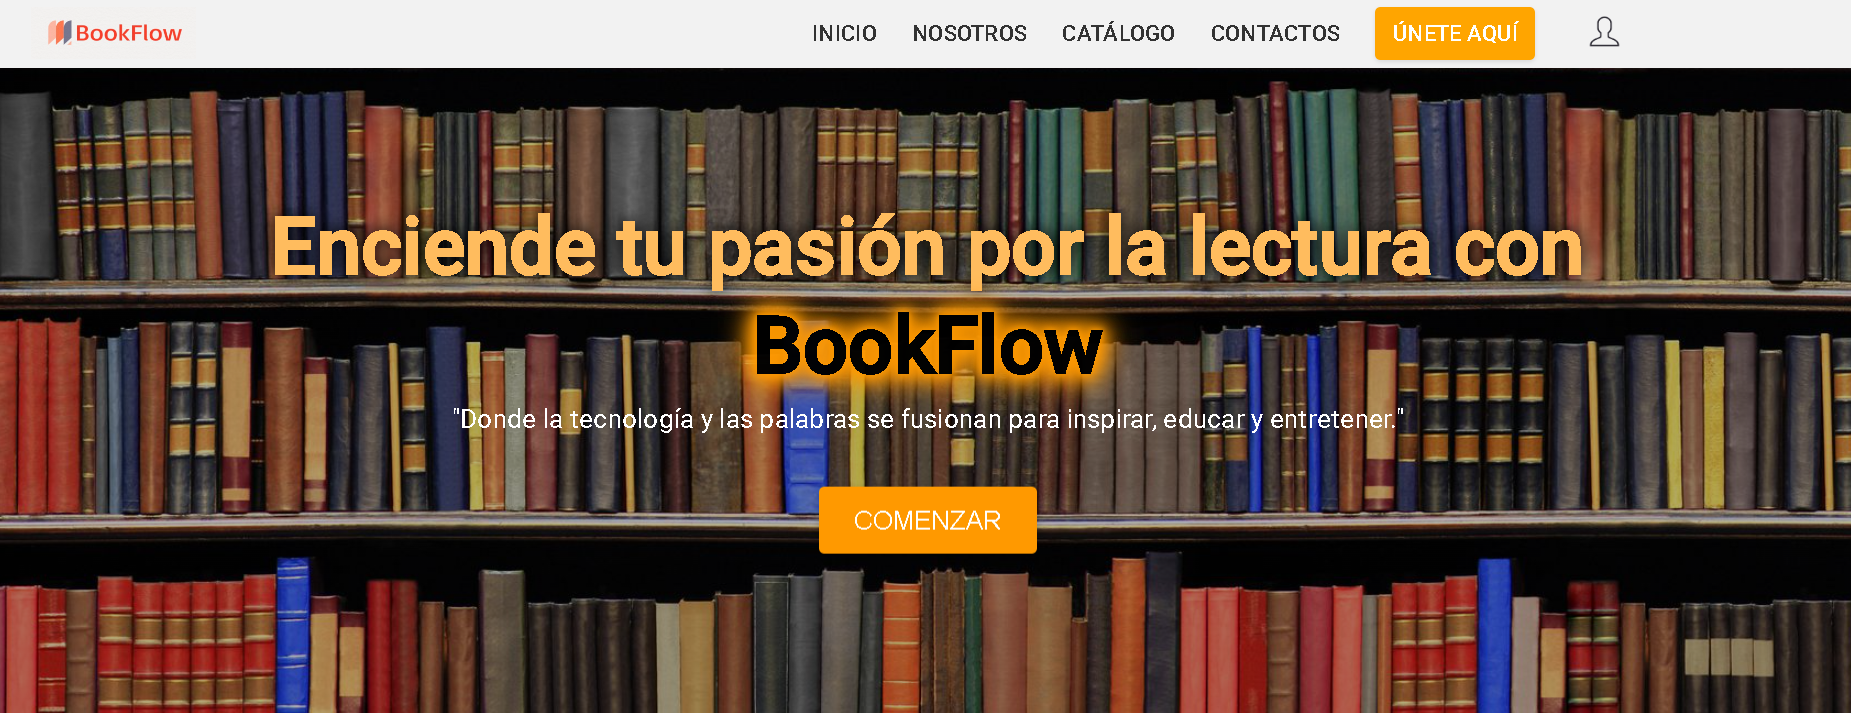 BookFlow
INICIO NOSOTROS CATÁLOGO CONTACTOS ÚNETE AQUÍ
Enciende tu pasión por la lectura con
BookFlow
"Donde la tecnología y las palabras se fusionan para inspirar, educar y entretener."
COMENZAR